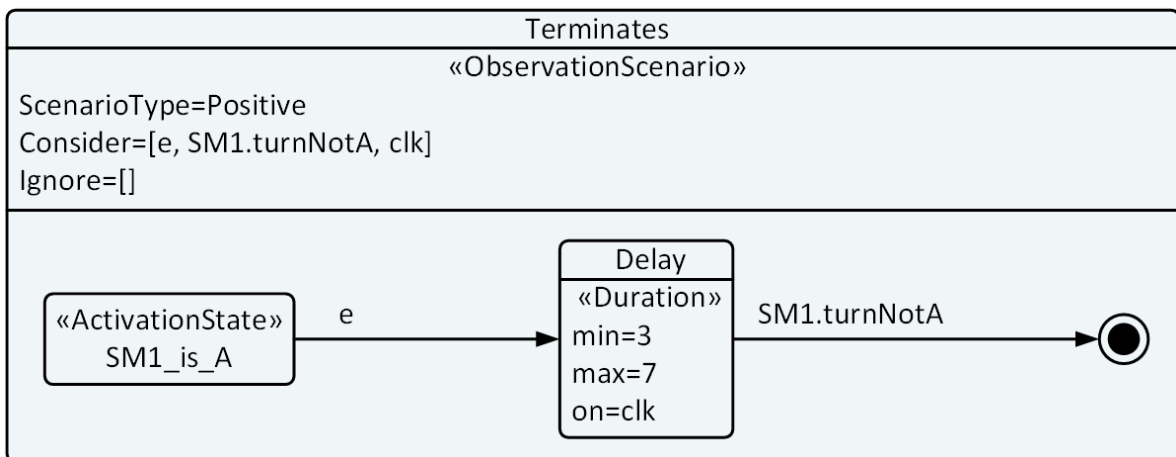 Terminates
«ObservationScenario»
ScenarioType=Positive
Consider=[e, SM1.turnNotA, clk]
Ignore=[]
«ActivationState»
SM1_is_A
e
Delay
«Duration»
min=3
max=7
on=clk
SM1.turnNotA